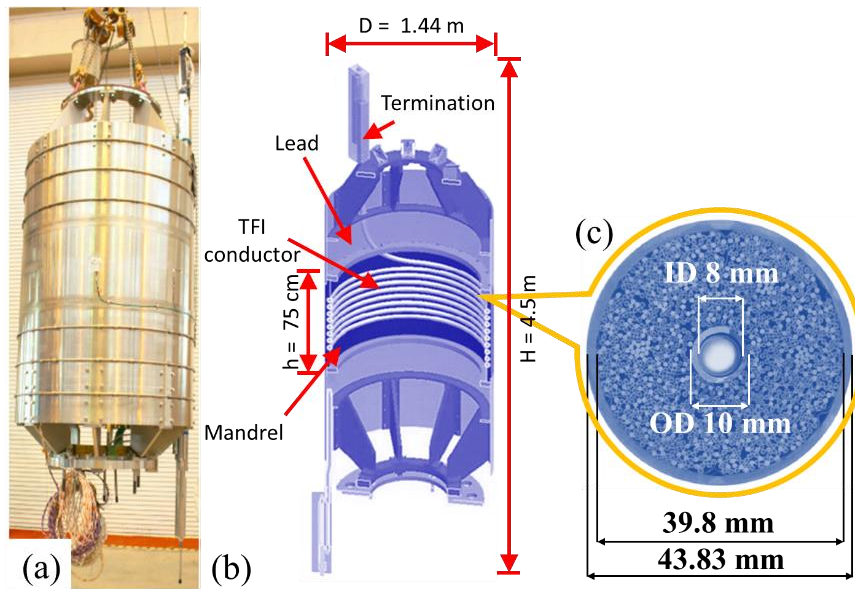 D = 1.44 m
Termination
Lead
TFI
conductor
h = 75 cm
H = 4.5 m
Mandrel
(a)
(b)
(c)
ID 8 mm
OD 10 mm
39.8 mm
43.83 mm